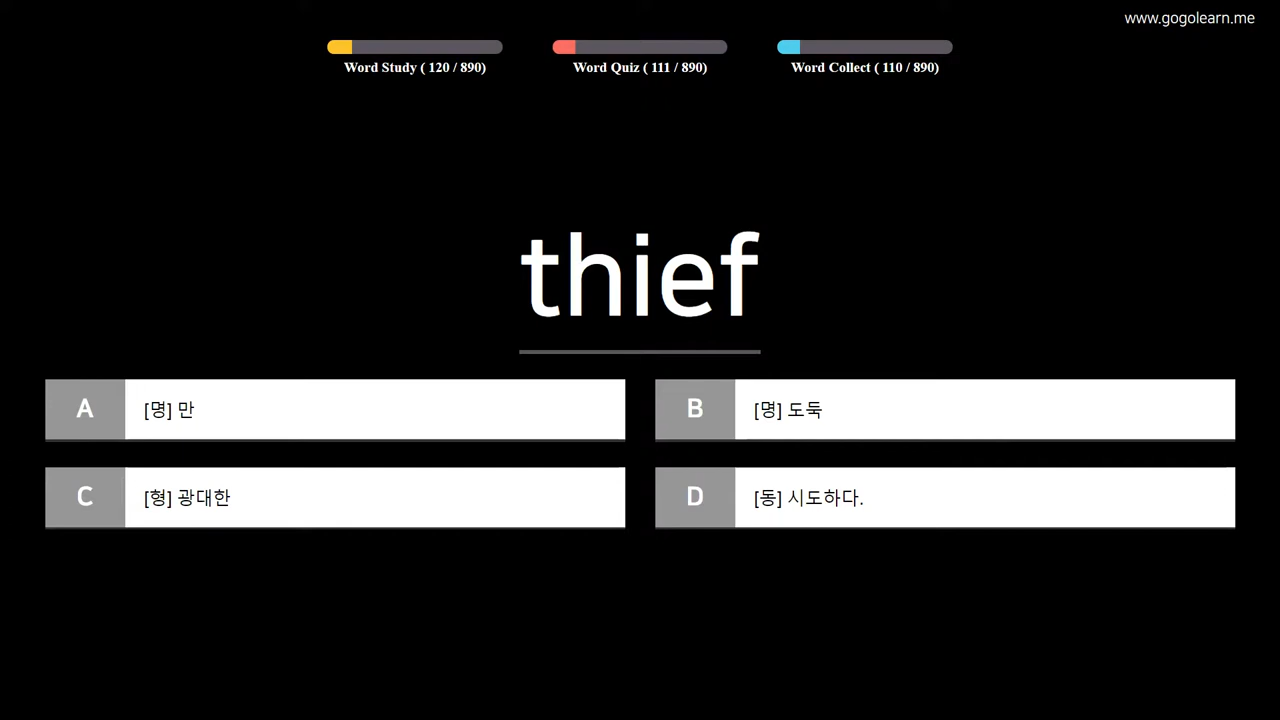 www.gogolearn.me
Word Study ( 120 / 890)
Word Quiz ( 111 / 890)
Word Collect ( 110 / 890)
thief
A [명] 만
B [명] 도둑
C [형] 광대한
D [동] 시도하다.